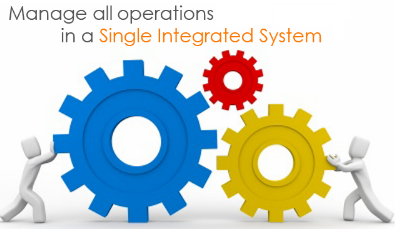 Manage all operations
in a Single Integrated System